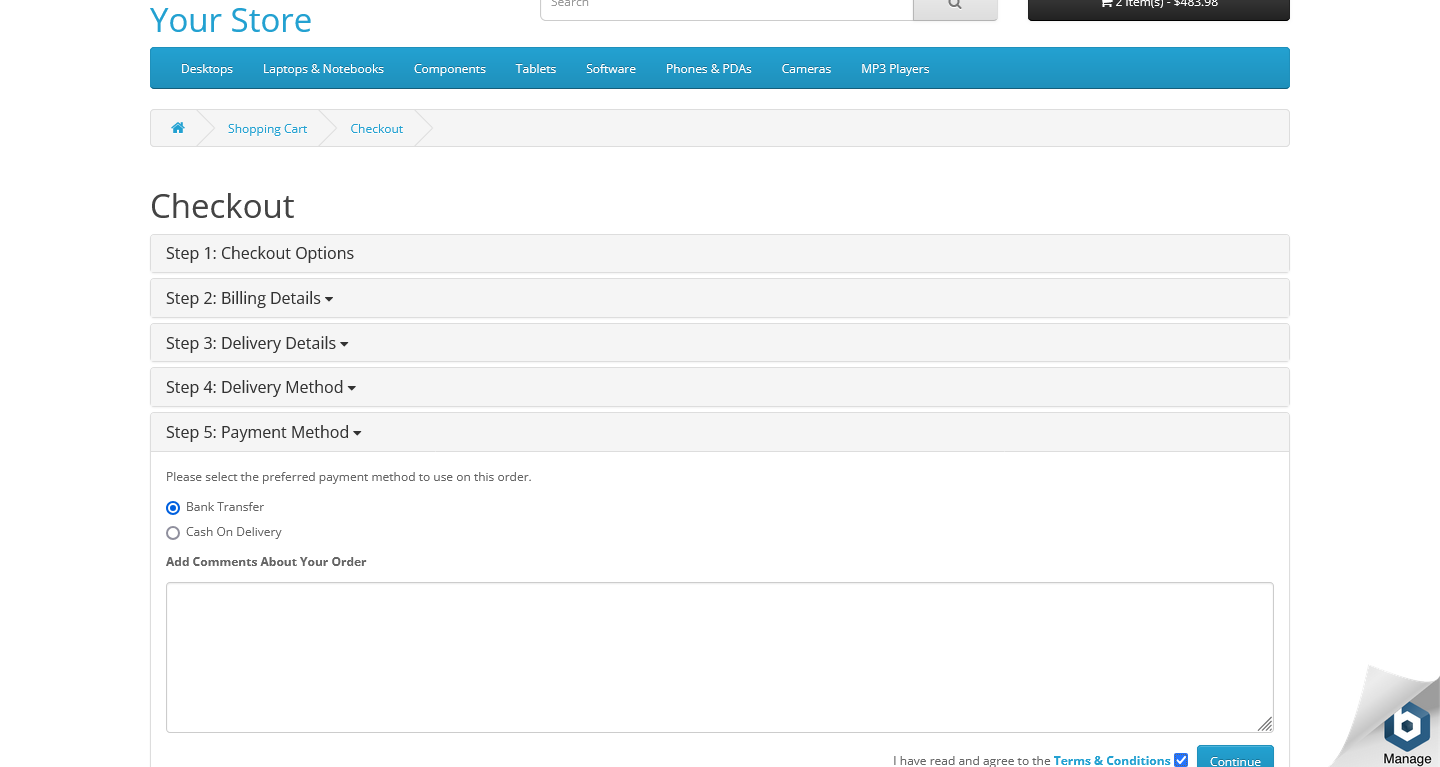 Your Store
Search
2 item(s) - $483.98
Desktops
Laptops & Notebooks
Components
Tablets
Software
Phones & PDAs
Cameras
MP3 Players
Shopping Cart
Checkout
Checkout
Step 1: Checkout Options
Step 2: Billing Details
Step 3: Delivery Details
Step 4: Delivery Method
Step 5: Payment Method
Please select the preferred payment method to use on this order.
Bank Transfer
Cash On Delivery
Add Comments About Your Order
I have read and agree to the Terms & Conditions
Continue
Manage